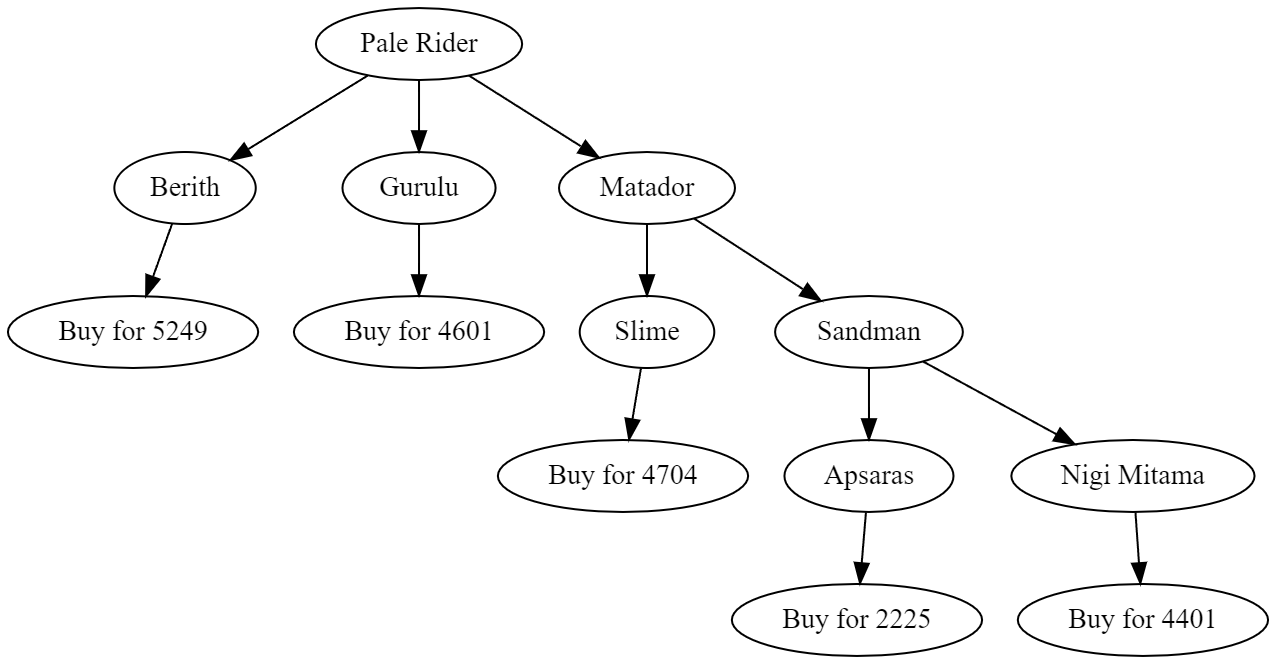 Pale Rider
Berith
Gurulu
Matador
Buy for 5249
Buy for 4601
Slime
Sandman
Buy for 4704
Apsaras
Nigi Mitama
Buy for 2225
Buy for 4401